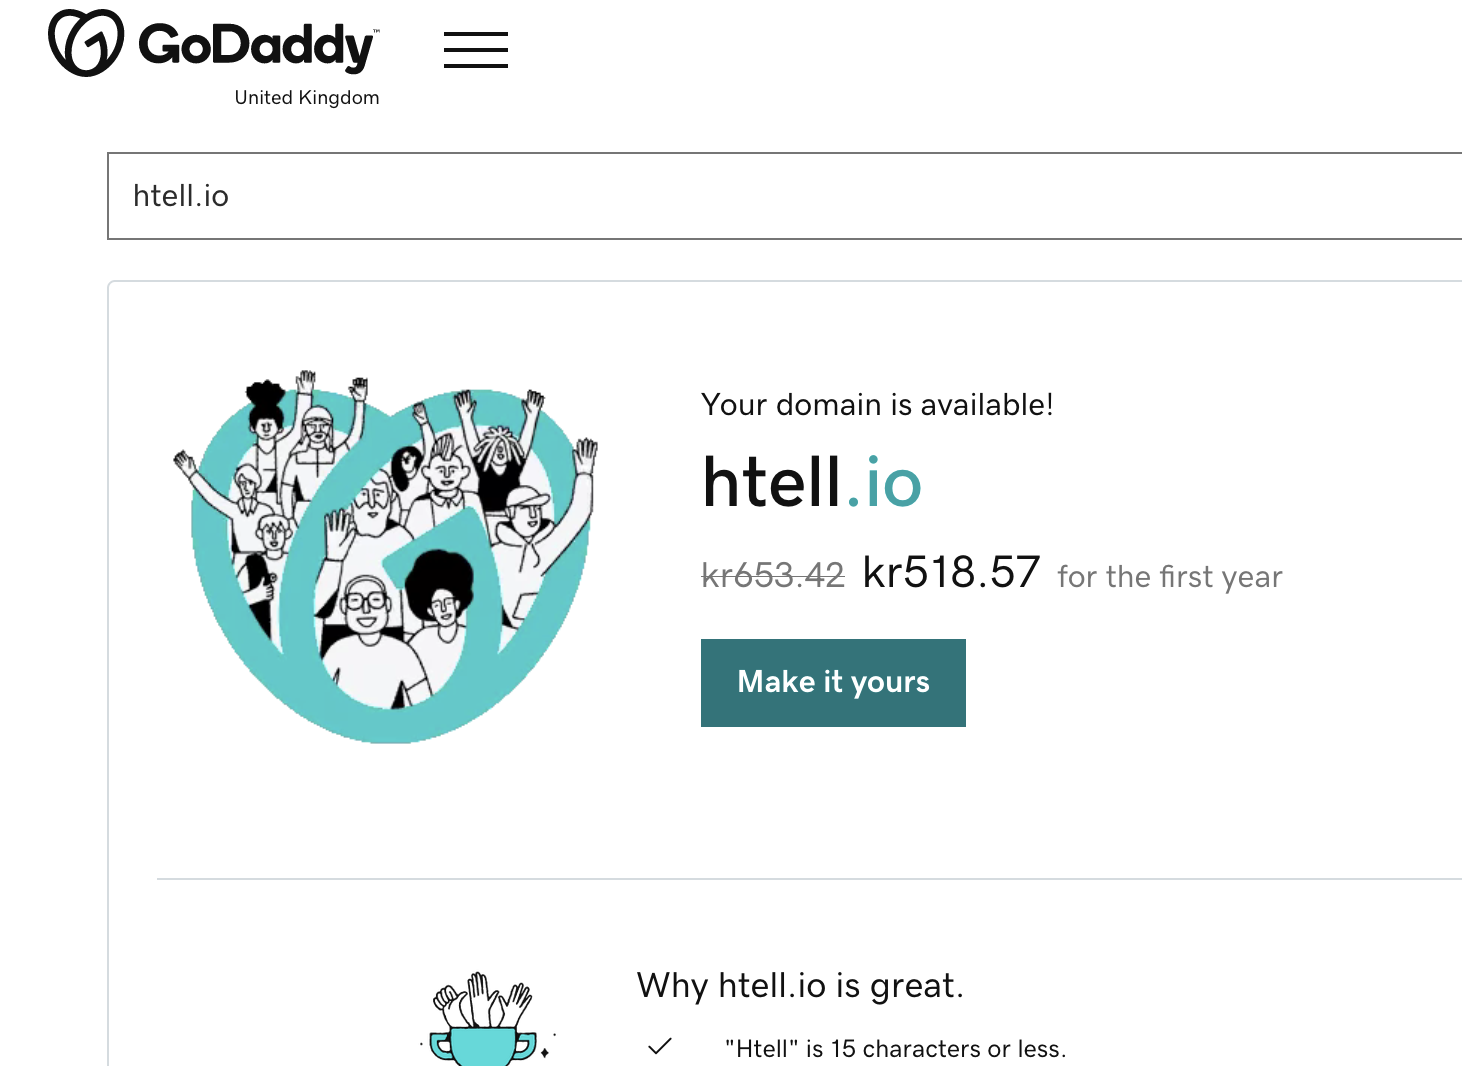 GoDaddy™
United Kingdom
htell.io
Your domain is available!
htell.io
kr653.42 kr518.57 for the first year
Make it yours
Why htell.io is great.
"Htell" is 15 characters or less.